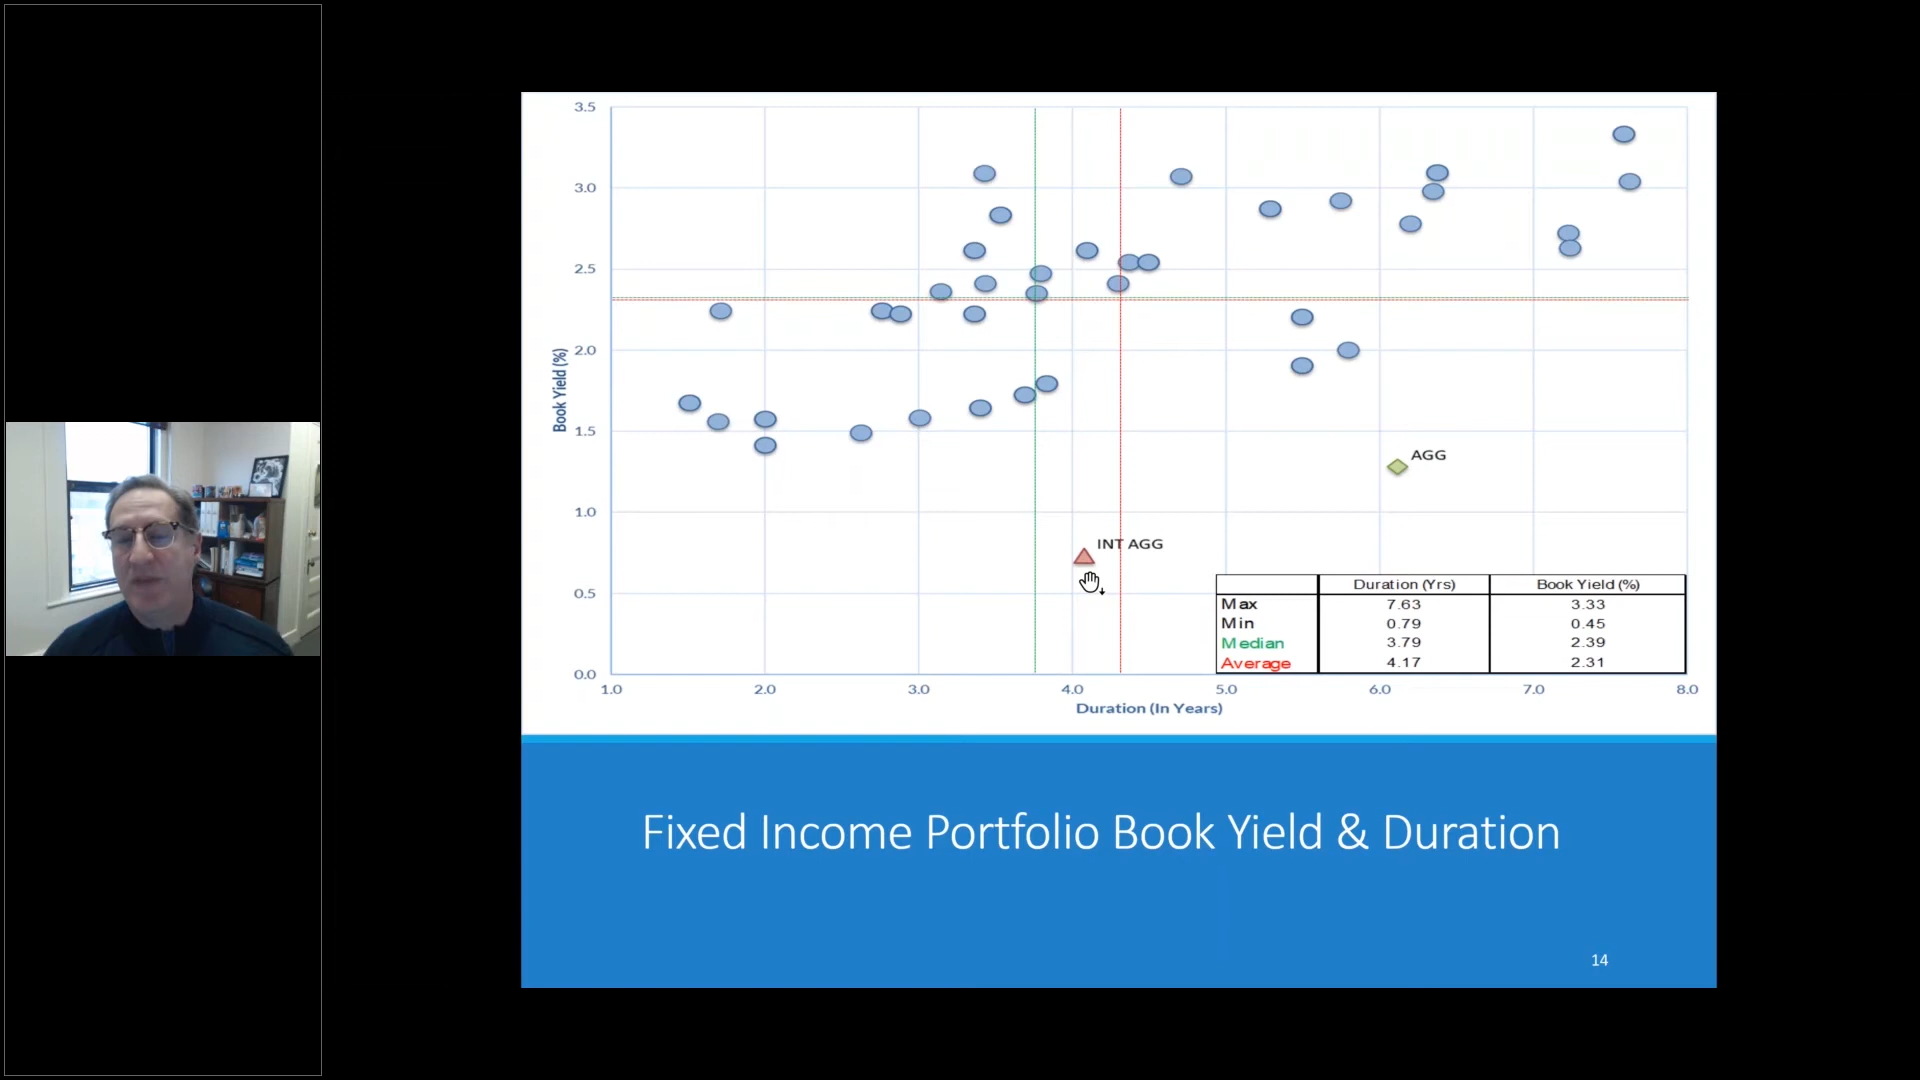 3.5
3.0
2.5
2.0
1.5
1.0
0.5
0.0
Book Yield (%)
1.0 2.0 3.0 4.0 5.0 6.0 7.0 8.0
Duration (In Years)
AGG
INT AGG
Duration (Yrs) Book Yield (%)
Max 7.63 3.33
Min 0.79 0.45
Median 3.79 2.39
Average 4.17 2.31
Fixed Income Portfolio Book Yield & Duration
14